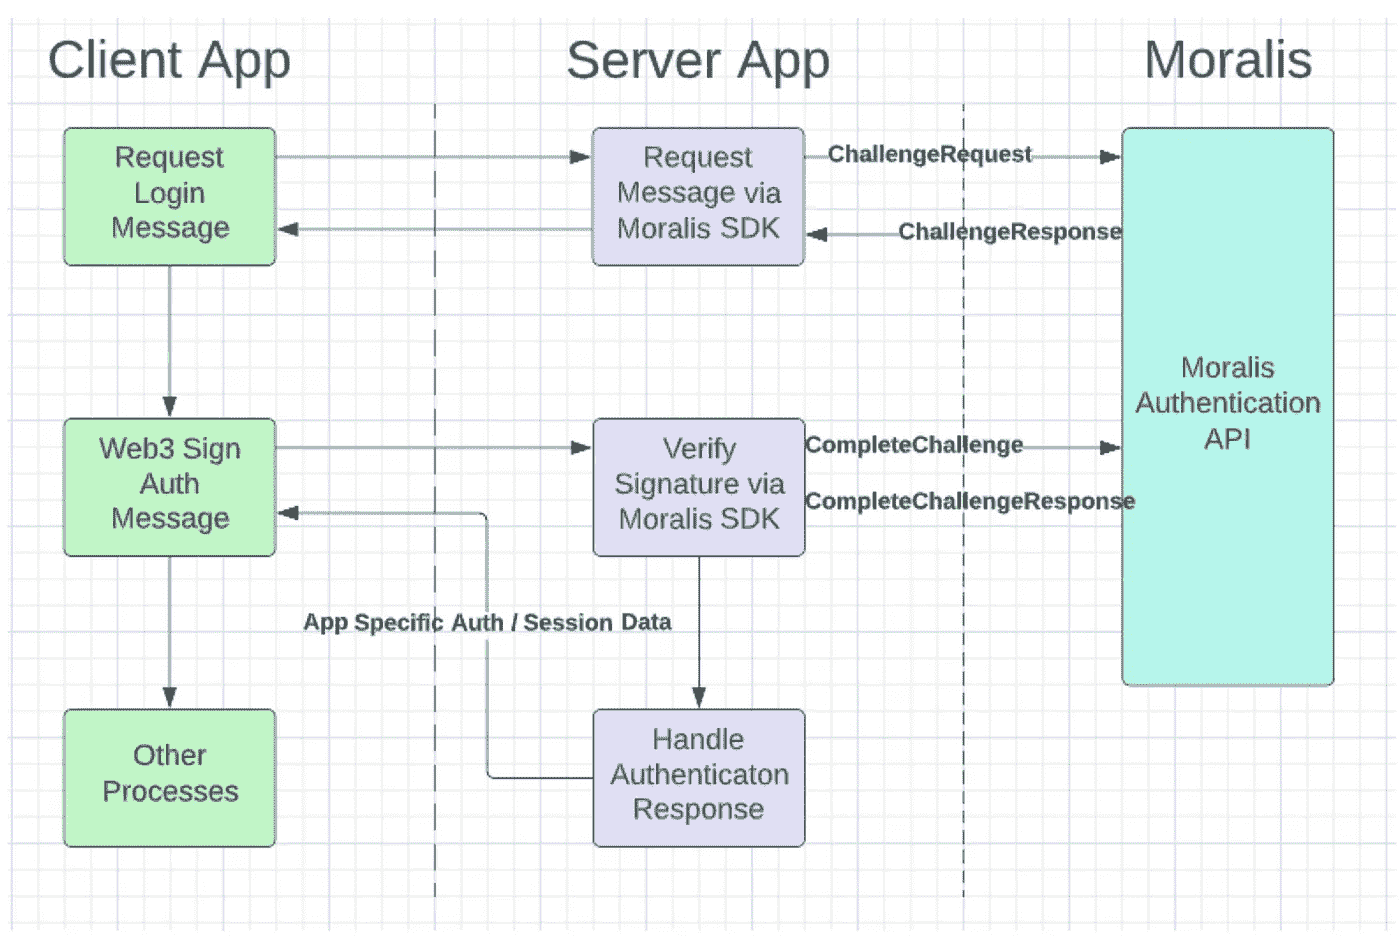 Client App
Server App
Moralis
Request
Login
Message
Request
Message via
Moralis SDK
ChallengeRequest
ChallengeResponse
Moralis
Authentication
API
Web3 Sign
Auth
Message
Verify
Signature via
Moralis SDK
CompleteChallenge
CompleteChallengeResponse
App Specific Auth / Session Data
Other
Processes
Handle
Authenticaton
Response